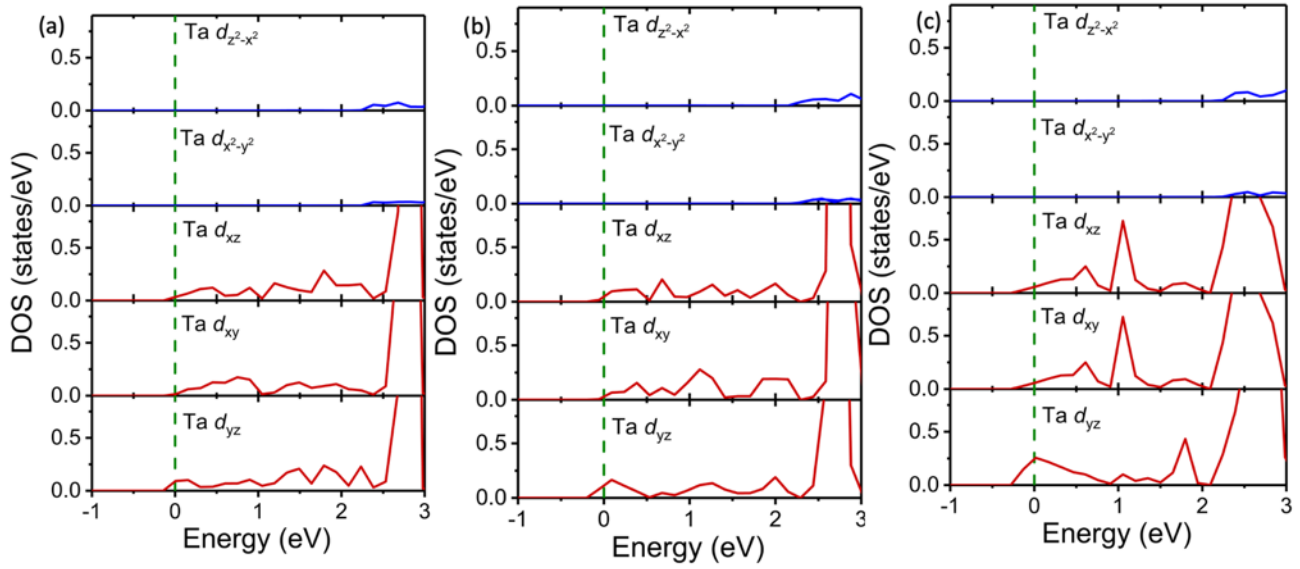 (a)
Ta d_{z²-x²}
0.5
0.0
Ta d_{x²-y²}
0.5
0.0
Ta d_{xz}
0.5
0.0
Ta d_{xy}
0.5
0.0
Ta d_{yz}
0.5
0.0
-1 0 1 2 3
DOS (states/eV)
Energy (eV)
(b)
Ta d_{z²-x²}
0.5
0.0
Ta d_{x²-y²}
0.5
0.0
Ta d_{xz}
0.5
0.0
Ta d_{xy}
0.5
0.0
Ta d_{yz}
0.5
0.0
-1 0 1 2 3
DOS (states/eV)
Energy (eV)
(c)
Ta d_{z²-x²}
0.5
0.0
Ta d_{x²-y²}
0.5
0.0
Ta d_{xz}
0.5
0.0
Ta d_{xy}
0.5
0.0
Ta d_{yz}
0.5
0.0
-1 0 1 2 3
DOS (states/eV)
Energy (eV)